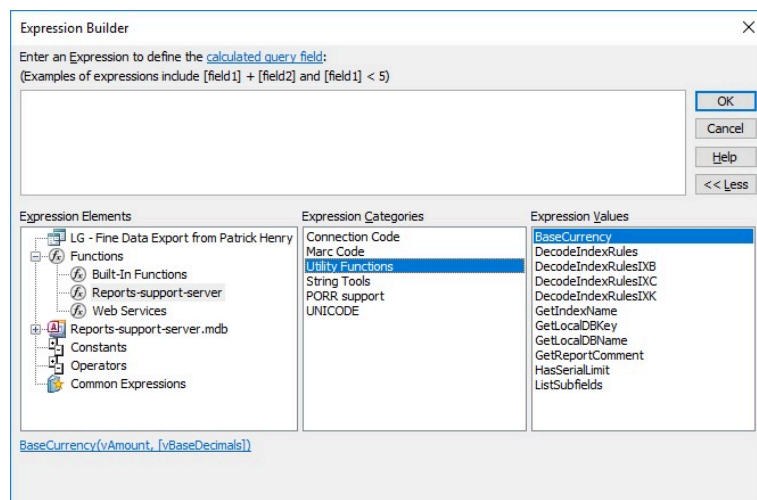 Expression Builder
Enter an Expression to define the calculated query field:
(Examples of expressions include [field1] + [field2] and [field1] < 5)
OK
Cancel
Help
<< Less
Expression Elements
LG - Fine Data Export from Patrick Henry
Functions
Built-In Functions
Reports-support-server
Web Services
Reports-support-server.mdb
Constants
Operators
Common Expressions
Expression Categories
Connection Code
Marc Code
Utility Functions
String Tools
PORR support
UNICODE
Expression Values
BaseCurrency
DecodeIndexRules
DecodeIndexRulesIXB
DecodeIndexRulesIXC
DecodeIndexRulesIXK
GetIndexName
GetLocalDBKey
GetLocalDBName
GetReportComment
HasSerialLimit
ListSubfields
BaseCurrency(vAmount, [vBaseDecimals])